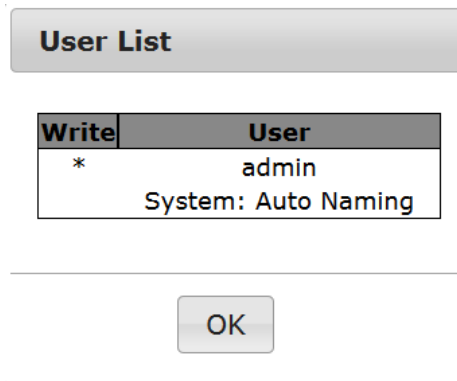 User List
Write User
* admin
System: Auto Naming
OK